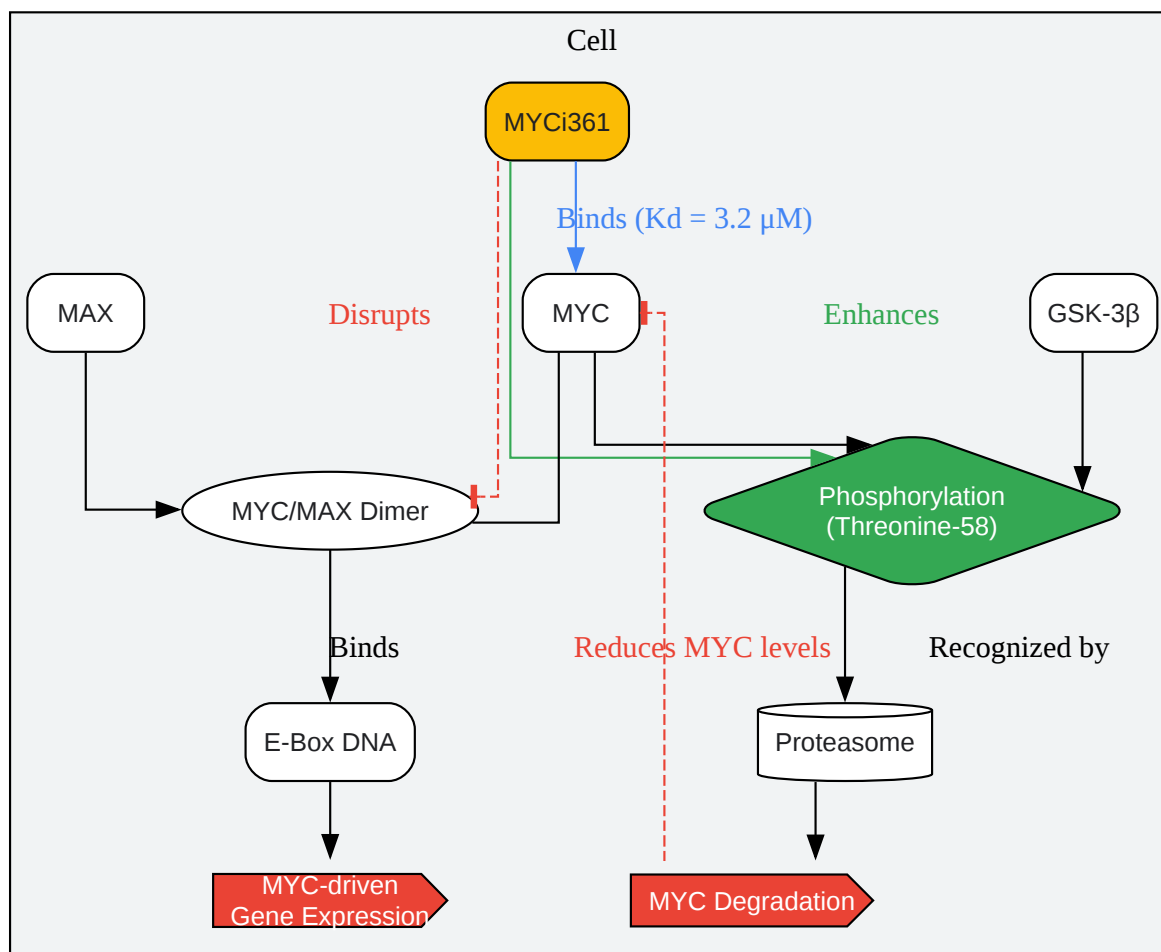 Cell
MYCi361
Binds (Kd = 3.2 μM)
MAX
Disrupts
MYC
Enhances
GSK-3β
MYC/MAX Dimer
Phosphorylation
(Threonine-58)
Binds
Reduces MYC levels
Recognized by
E-Box DNA
Proteasome
MYC-driven
Gene Expression
MYC Degradation